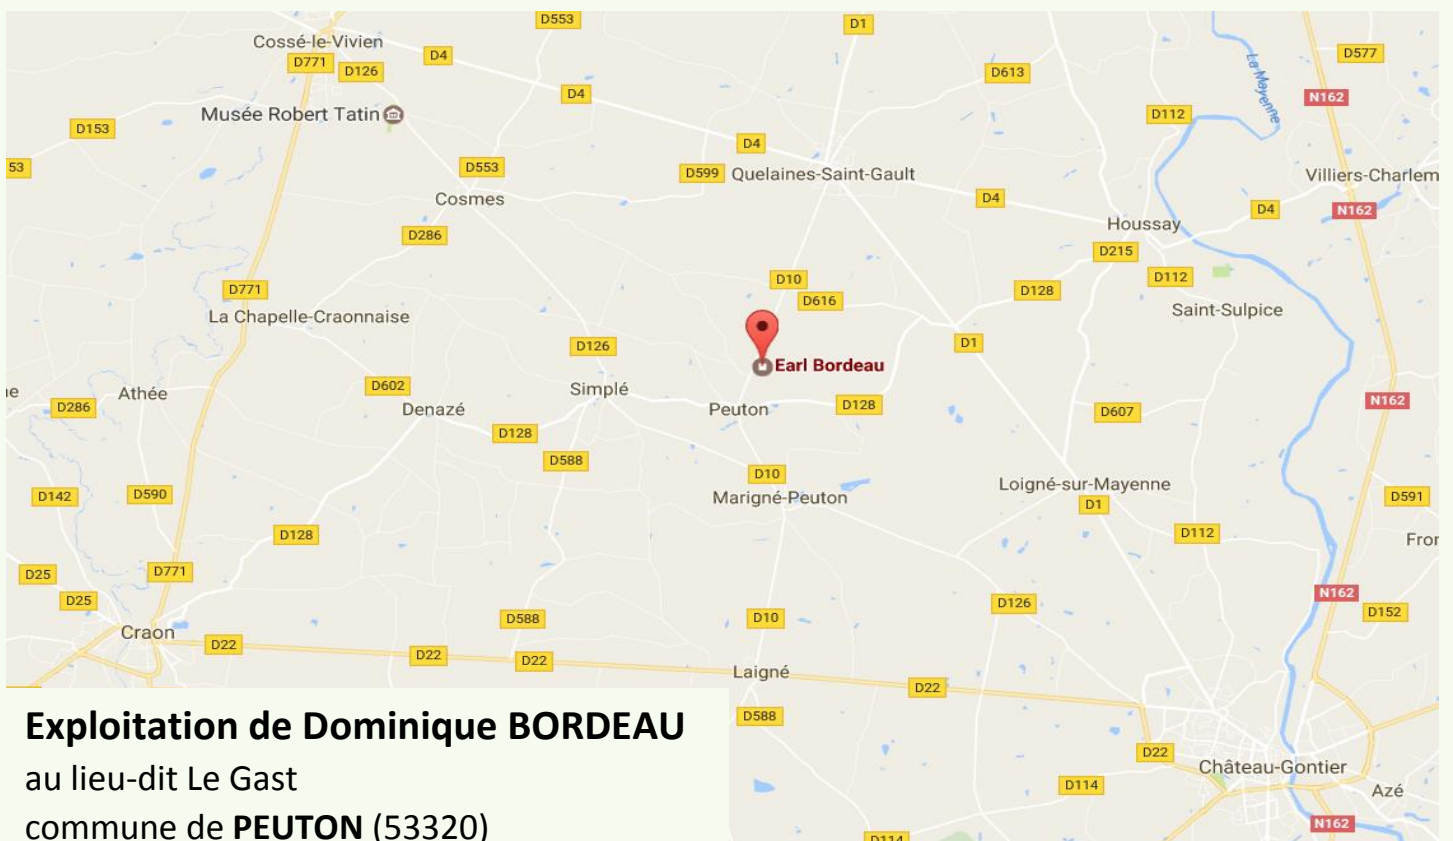 D553
D1
Cossé-le-Vivien
D771
D126
D4
D577
D613
La Mayenne
D4
N162
Musée Robert Tatin
D153
D112
D4
53
D553
D599
Quelaines-Saint-Gault
Villiers-Charlem
Cosmes
D4
D4
N162
Houssay
D286
D215
D10
D112
D771
D616
D128
Saint-Sulpice
La Chapelle-Craonnaise
D126
D1
Earl Bordeau
D602
Simplé
Athée
ne
D286
Denazé
Peuton
D128
D607
N162
D128
D588
D10
Loigné-sur-Mayenne
D142
D590
Marigné-Peuton
D1
D591
D128
D112
Fror
D25
D771
D25
D126
N162
D152
D588
D10
Craon
D22
D22
D22
Laigné
D22
D588
D22
Château-Gontier
D114
Azé
N162
D114
Exploitation de Dominique BORDEAU
au lieu-dit Le Gast
commune de PEUTON (53320)